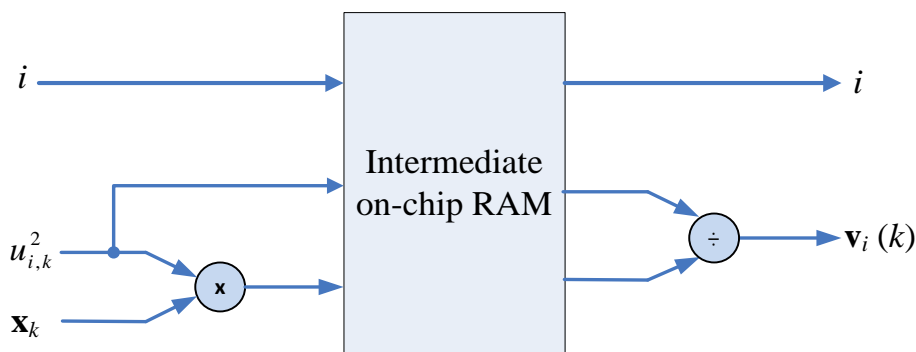 i
i
Intermediate
on-chip RAM
u²ᵢ,ₖ
x
÷
vᵢ (k)
xₖ